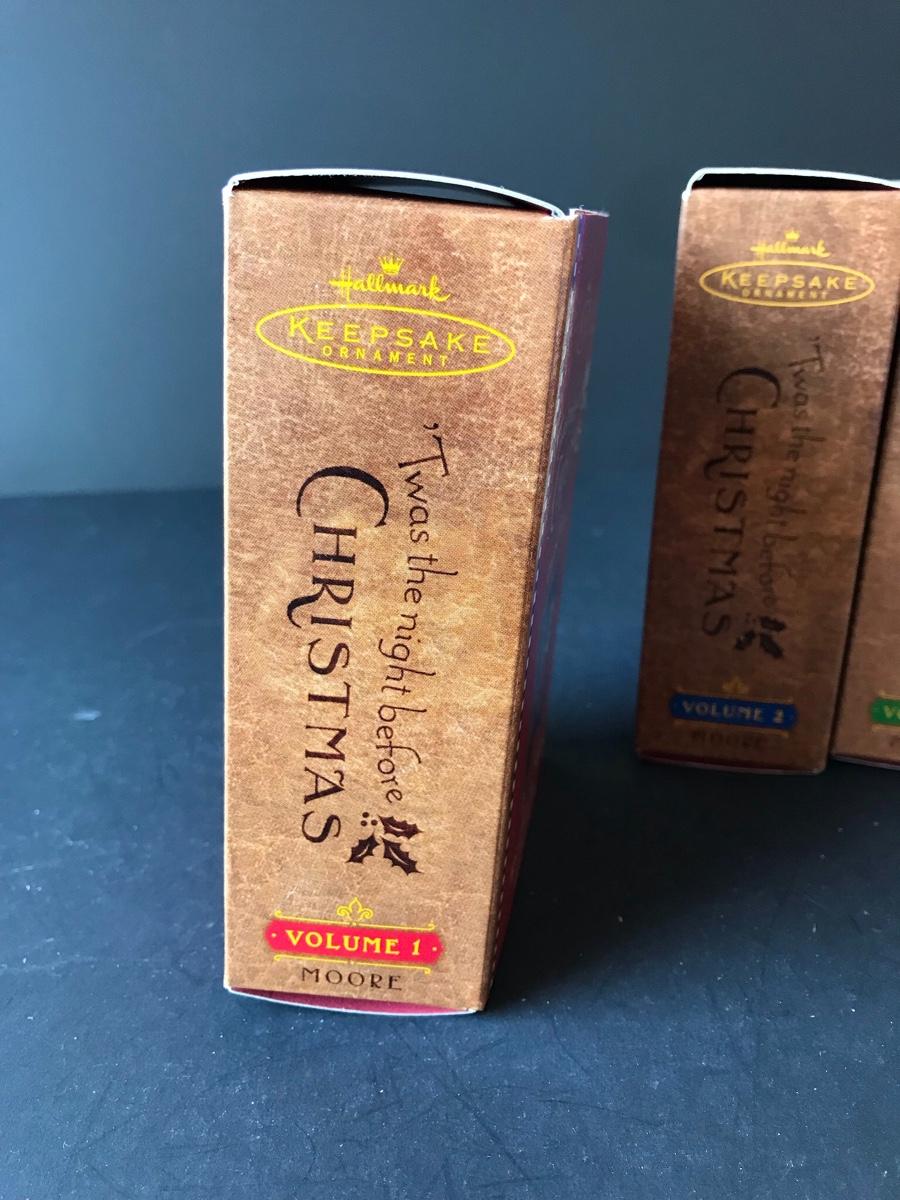 Hallmark
KEEPSAKE
ORNAMENT
'Twas the night before
CHRISTMAS
VOLUME 1
MOORE
Hallmark
KEEPSAKE
ORNAMENT
'Twas the night before
CHRISTMAS
VOLUME 2
MOORE